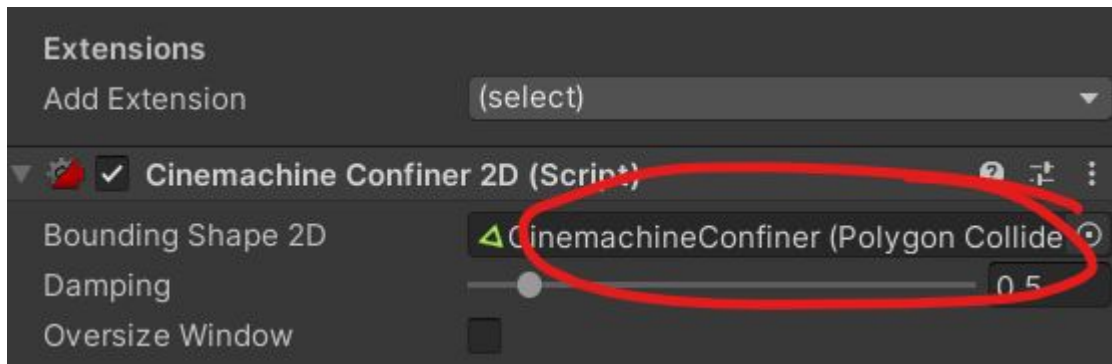 Extensions
Add Extension (select)
Cinemachine Confiner 2D (Script)
Bounding Shape 2D CinemachineConfiner (Polygon Collide
Damping 0.5
Oversize Window